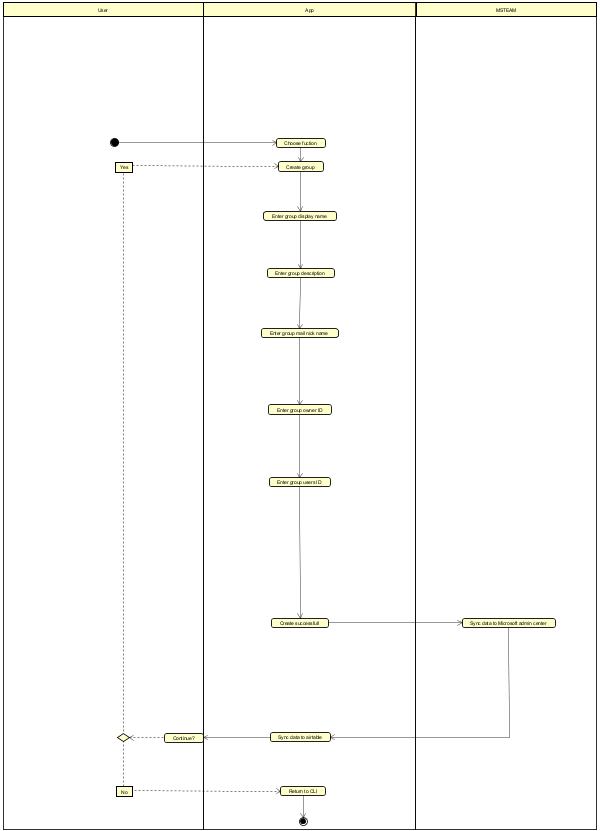 User
App
MSTEAM
Choose fuction
Yes
Create group
Enter group display name
Enter group description
Enter group mail nick name
Enter group owner ID
Enter group users ID
Create successfull
Sync data to Microsoft admin center
Continue?
Sync data to airtable
No
Return to CLI